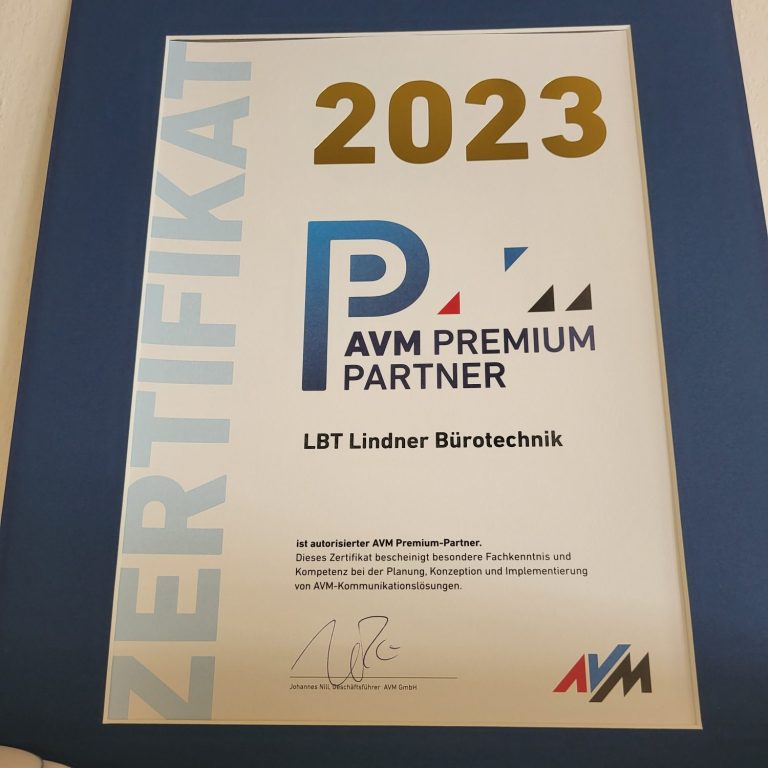 ZERTIFIKAT
2023
AVM PREMIUM
PARTNER
LBT Lindner Bürotechnik
ist autorisierter AVM Premium-Partner.
Dieses Zertifikat bescheinigt besondere Fachkenntnis und
Kompetenz bei der Planung, Konzeption und Implementierung
von AVM-Kommunikationslösungen.
Johannes Nill, Geschäftsführer AVM GmbH
AVM